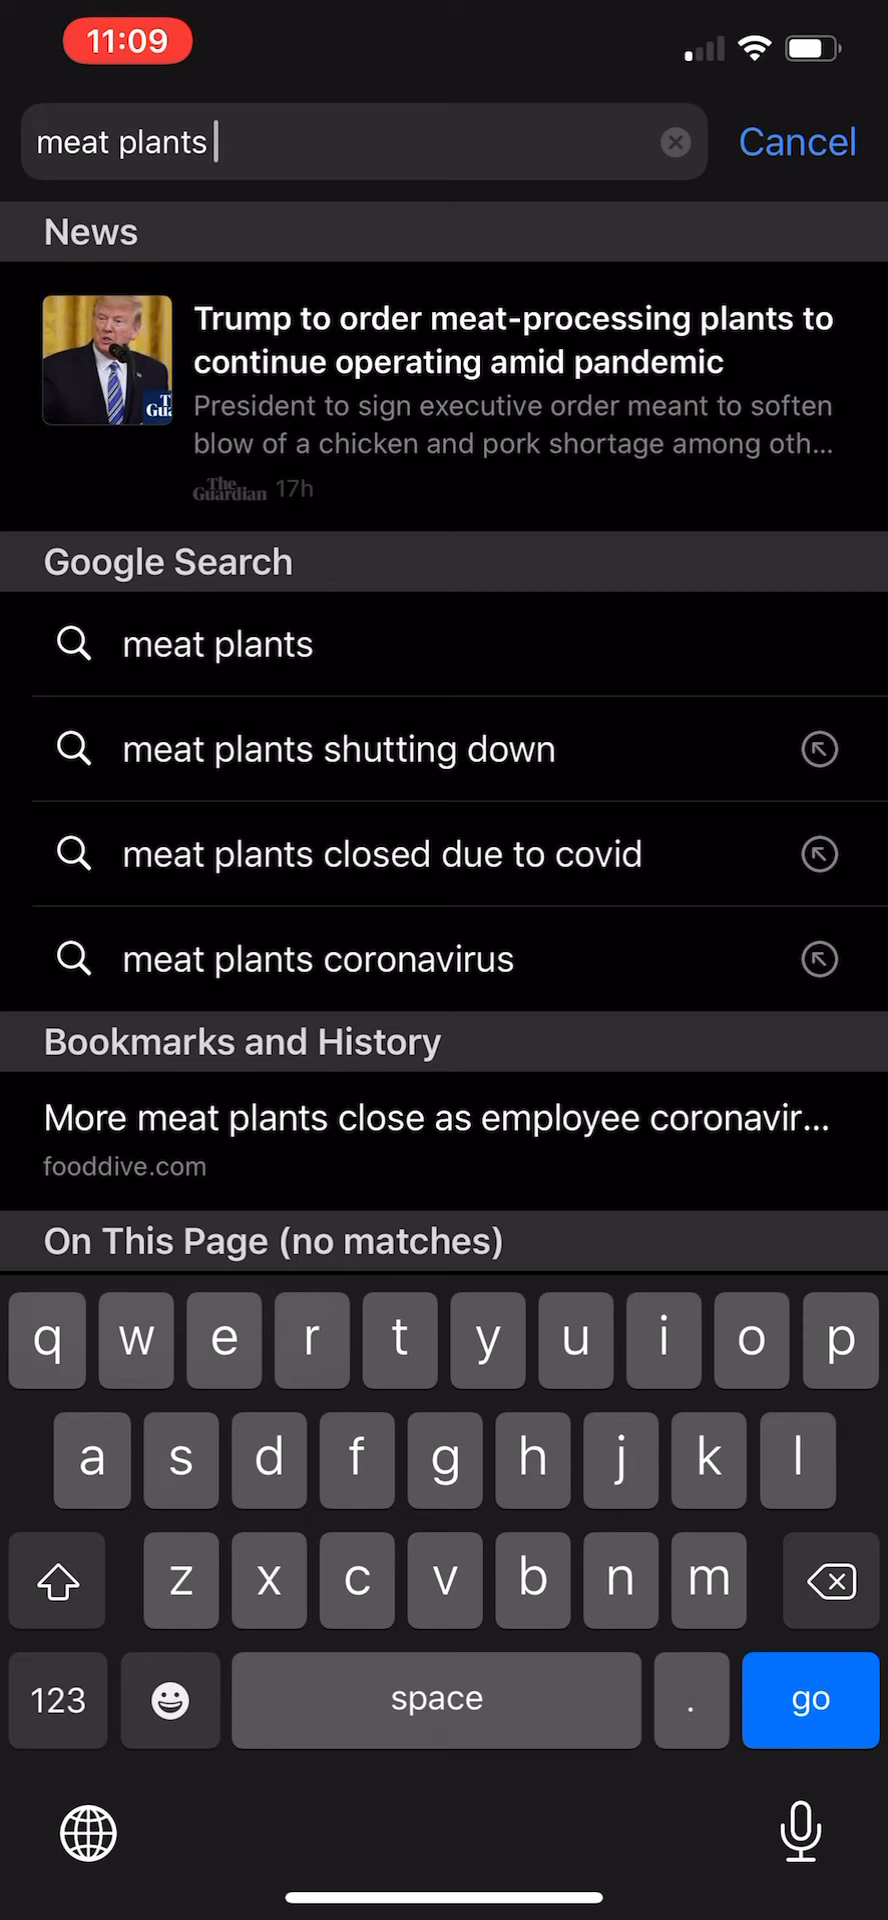 11:09
meat plants
Cancel
News
Trump to order meat-processing plants to
continue operating amid pandemic
President to sign executive order meant to soften
blow of a chicken and pork shortage among oth...
The
Guardian 17h
Google Search
meat plants
meat plants shutting down
meat plants closed due to covid
meat plants coronavirus
Bookmarks and History
More meat plants close as employee coronavir...
fooddive.com
On This Page (no matches)
q w e r t y u i o p
a s d f g h j k l
z x c v b n m
123 space . go